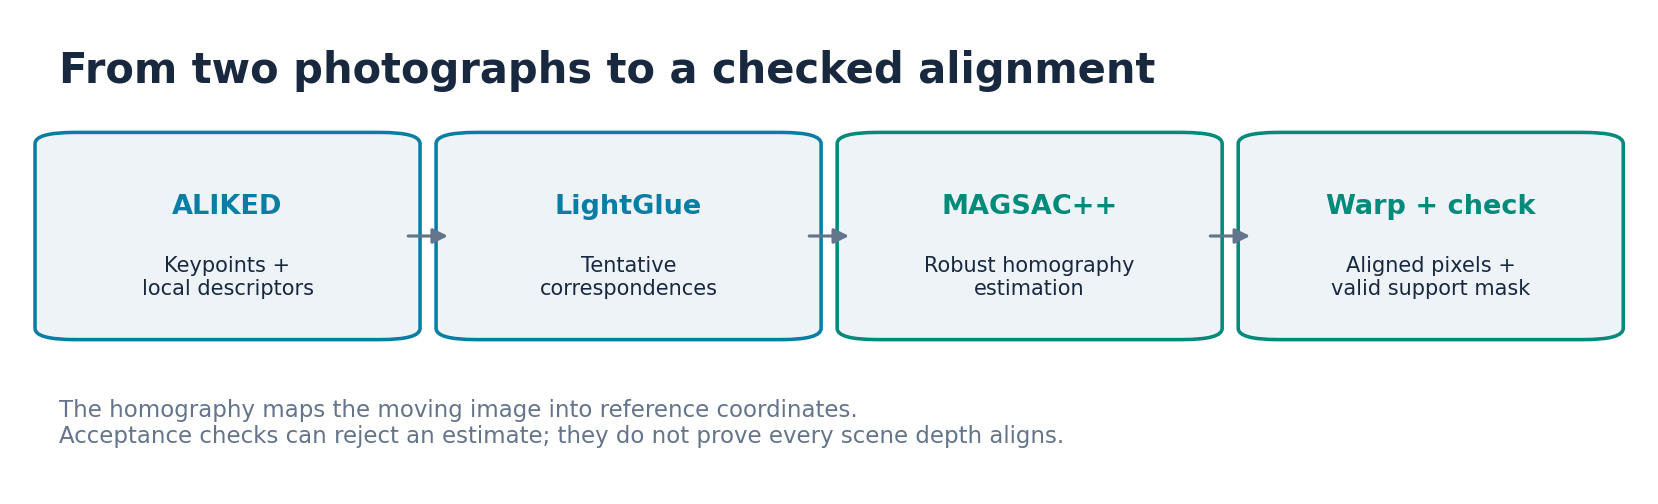 From two photographs to a checked alignment
ALIKED
Keypoints +
local descriptors
LightGlue
Tentative
correspondences
MAGSAC++
Robust homography
estimation
Warp + check
Aligned pixels +
valid support mask
The homography maps the moving image into reference coordinates.
Acceptance checks can reject an estimate; they do not prove every scene depth aligns.